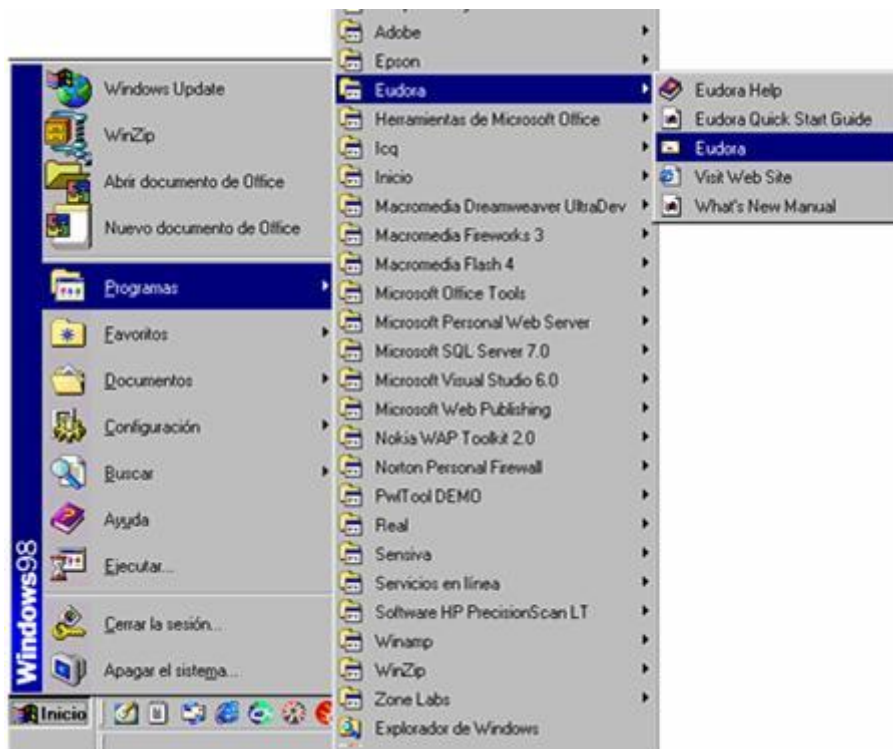 Windows Update
WinZip
Abrir documento de Office
Nuevo documento de Office
Programas
Favoritos
Documentos
Configuración
Buscar
Ayuda
Ejecutar...
Cerrar la sesión...
Apagar el sistema...
Windows98
Inicio
Adobe
Epson
Eudora
Herramientas de Microsoft Office
Icq
Inicio
Macromedia Dreamweaver UltraDev
Macromedia Fireworks 3
Macromedia Flash 4
Microsoft Office Tools
Microsoft Personal Web Server
Microsoft SQL Server 7.0
Microsoft Visual Studio 6.0
Microsoft Web Publishing
Nokia WAP Toolkit 2.0
Norton Personal Firewall
PwlTool DEMO
Real
Sensiva
Servicios en línea
Software HP PrecisionScan LT
Winamp
WinZip
Zone Labs
Explorador de Windows
Eudora Help
Eudora Quick Start Guide
Eudora
Visit Web Site
What's New Manual